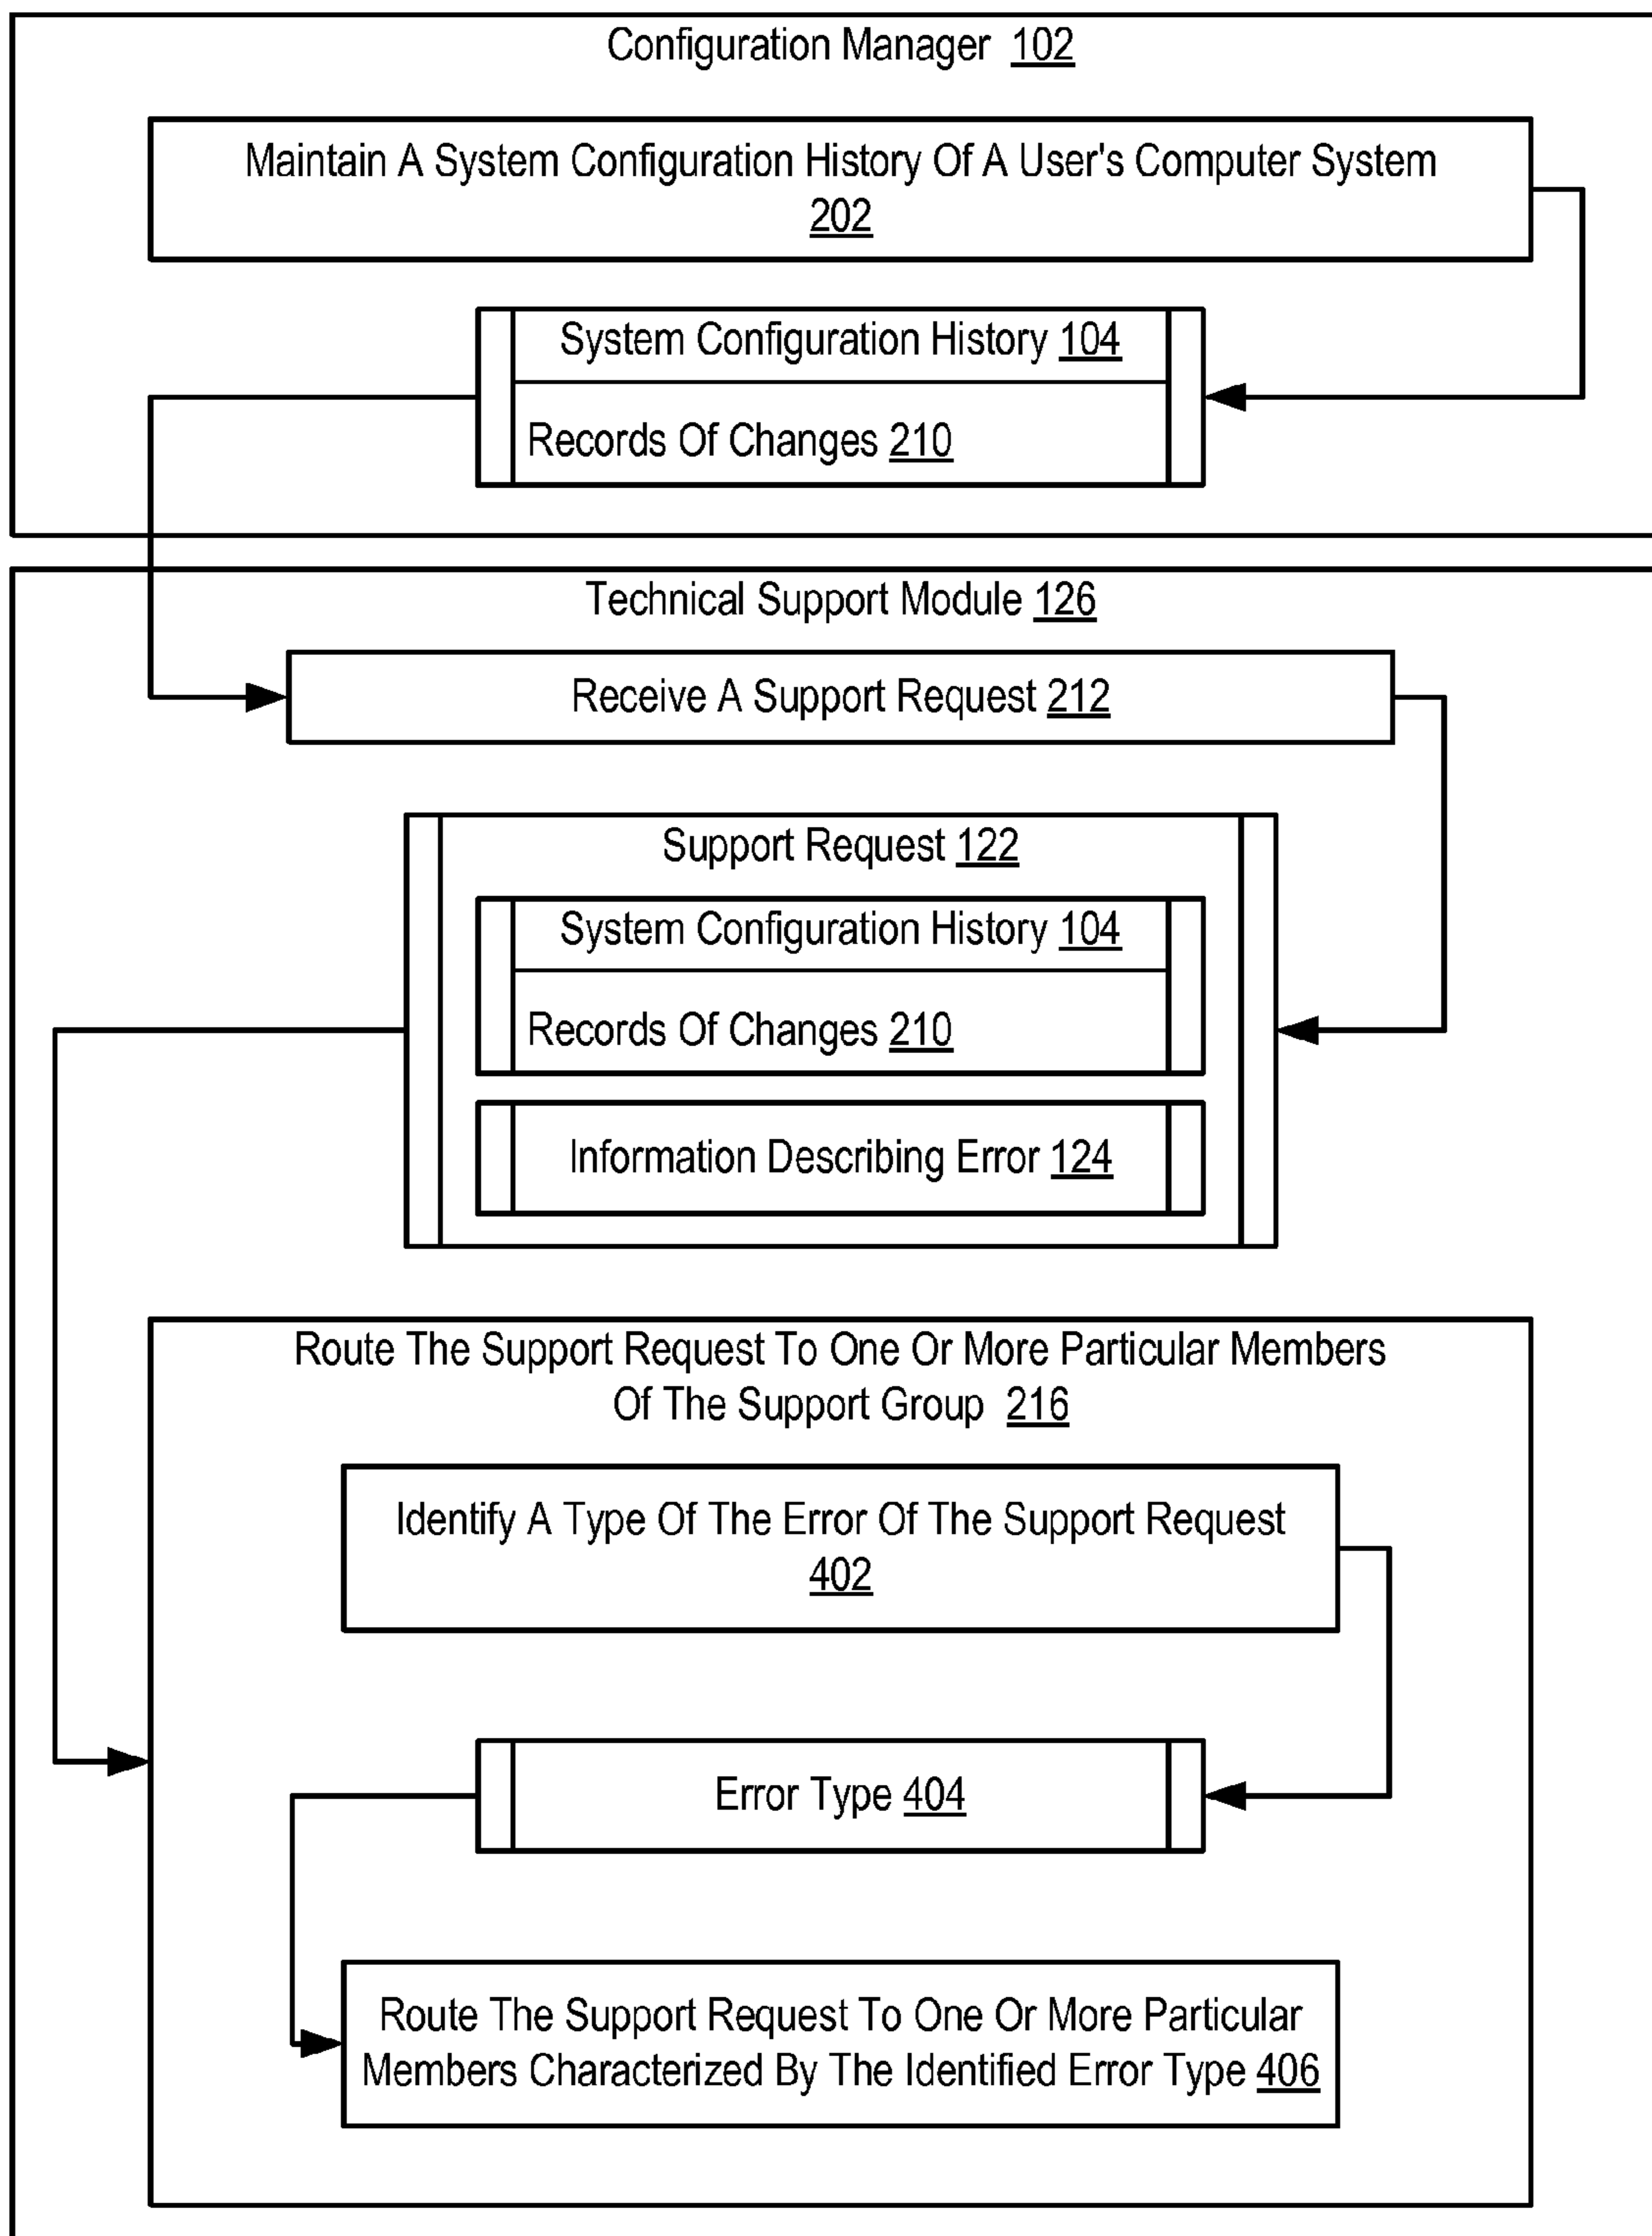 Configuration Manager 102
Maintain A System Configuration History Of A User's Computer System
202
System Configuration History 104
Records Of Changes 210
Technical Support Module 126
Receive A Support Request 212
Support Request 122
System Configuration History 104
Records Of Changes 210
Information Describing Error 124
Route The Support Request To One Or More Particular Members
Of The Support Group 216
Identify A Type Of The Error Of The Support Request
402
Error Type 404
Route The Support Request To One Or More Particular
Members Characterized By The Identified Error Type 406